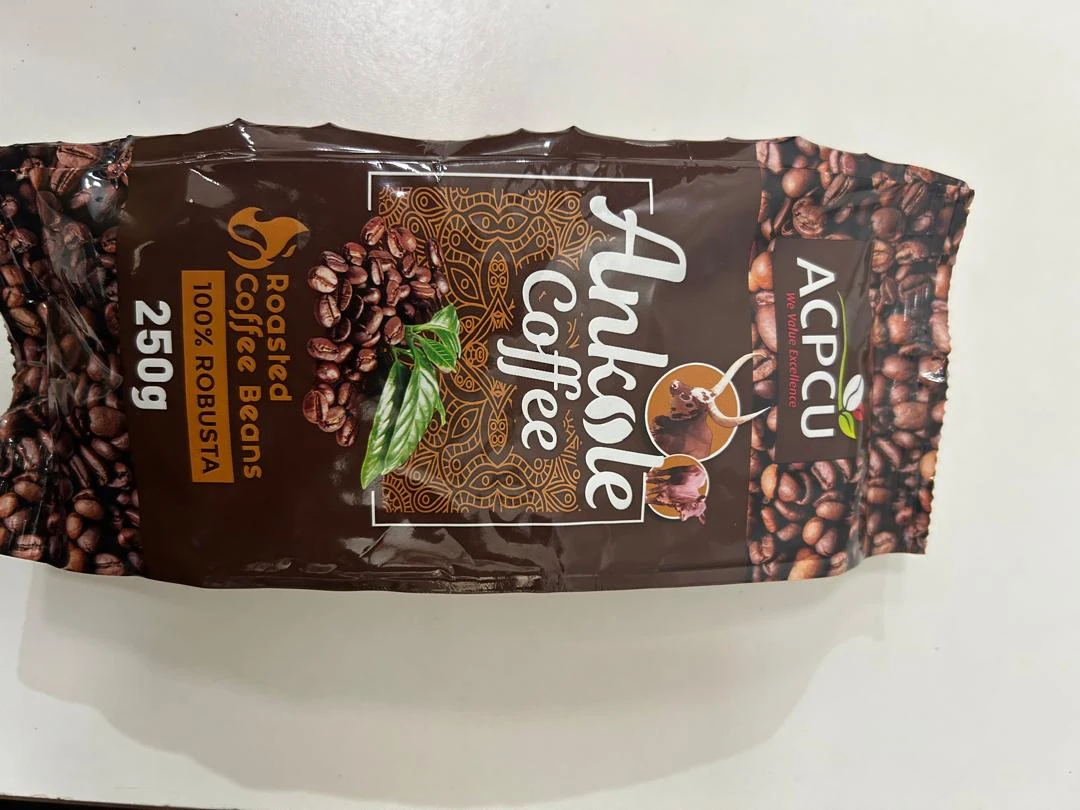 ACPCU
We Value Excellence
Ankole
Coffee
Roasted
Coffee Beans
100% ROBUSTA
250g